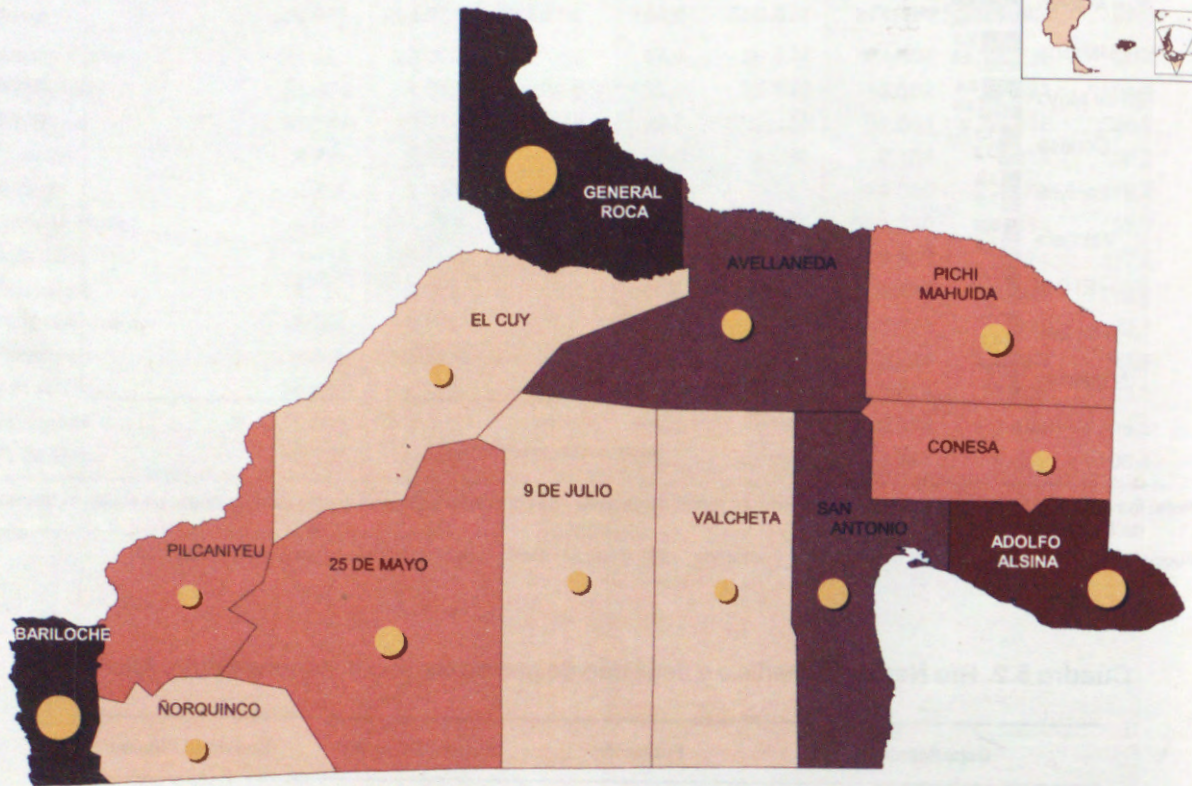 GENERAL
ROCA
AVELLANEDA
PICHI
MAHUIDA
EL CUY
CONESA
9 DE JULIO
VALCHETA
SAN
ANTONIO
ADOLFO
ALSINA
PILCANIYEU
25 DE MAYO
BARILOCHE
ÑORQUINCO